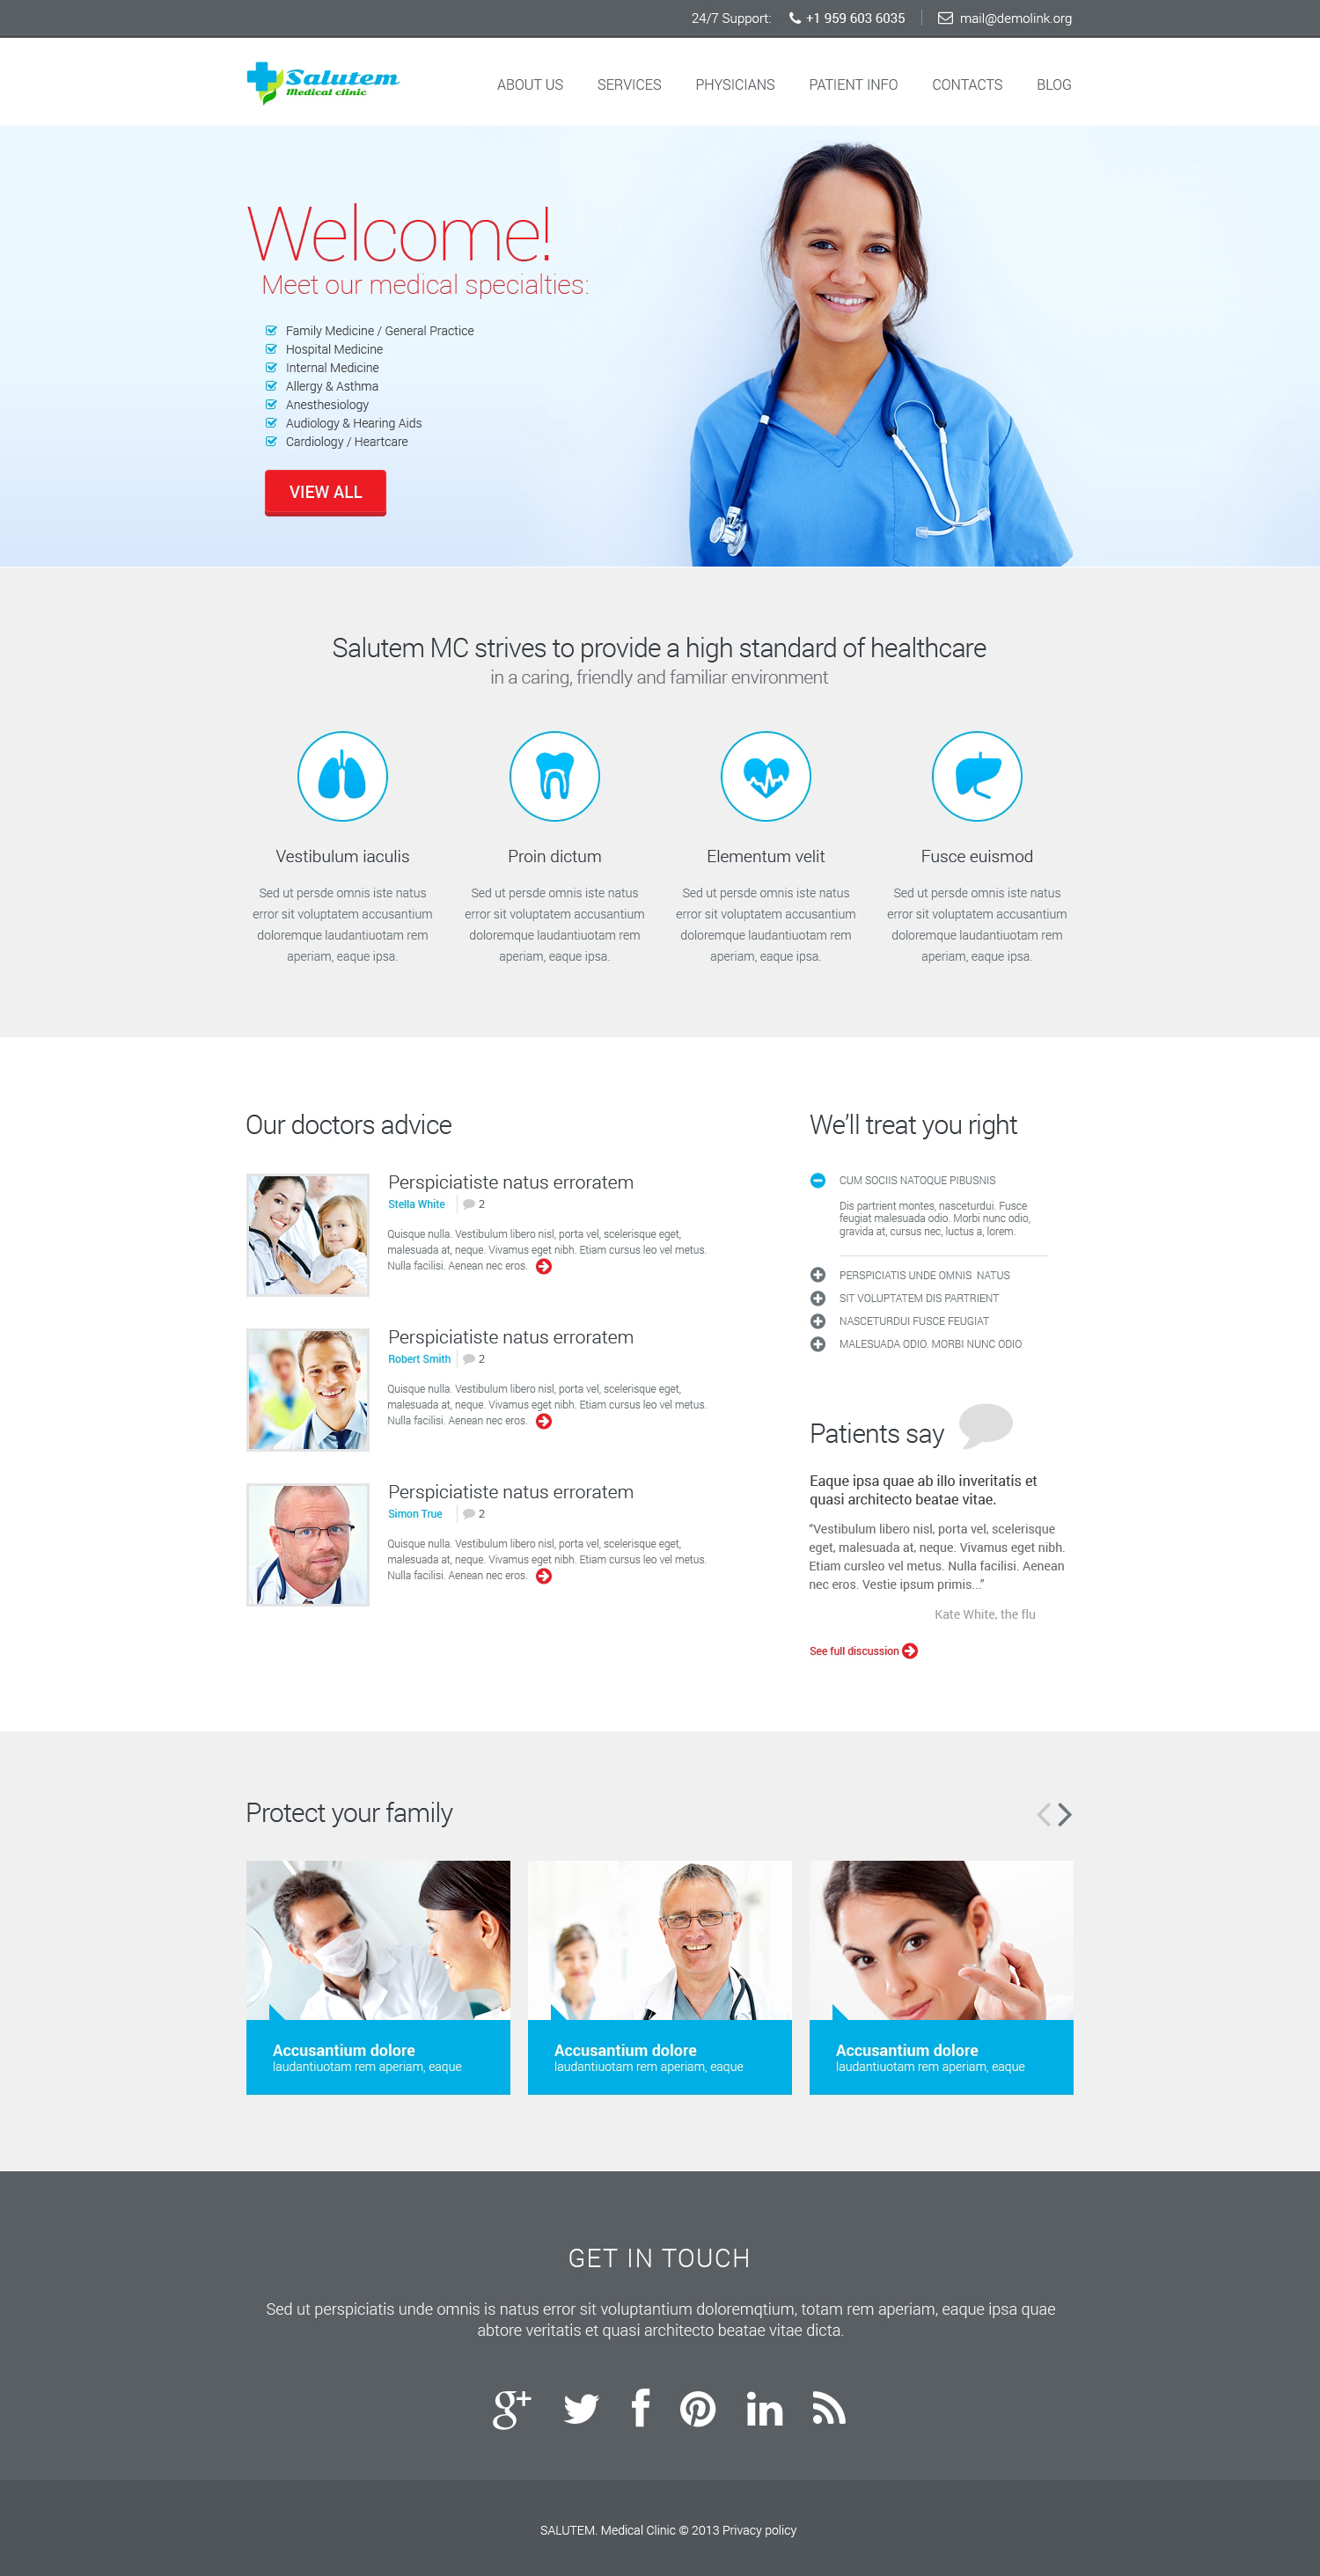 24/7 Support: +1 959 603 6035 mail@demolink.org
Salutem
Medical clinic
ABOUT US SERVICES PHYSICIANS PATIENT INFO CONTACTS BLOG
Welcome!
Meet our medical specialties:
Family Medicine / General Practice
Hospital Medicine
Internal Medicine
Allergy & Asthma
Anesthesiology
Audiology & Hearing Aids
Cardiology / Heartcare
VIEW ALL
Salutem MC strives to provide a high standard of healthcare
in a caring, friendly and familiar environment
Vestibulum iaculis
Sed ut persde omnis iste natus
error sit voluptatem accusantium
doloremque laudantiuotam rem
aperiam, eaque ipsa.
Proin dictum
Sed ut persde omnis iste natus
error sit voluptatem accusantium
doloremque laudantiuotam rem
aperiam, eaque ipsa.
Elementum velit
Sed ut persde omnis iste natus
error sit voluptatem accusantium
doloremque laudantiuotam rem
aperiam, eaque ipsa.
Fusce euismod
Sed ut persde omnis iste natus
error sit voluptatem accusantium
doloremque laudantiuotam rem
aperiam, eaque ipsa.
Our doctors advice
Perspiciatiste natus erroratem
Stella White 2
Quisque nulla. Vestibulum libero nisl, porta vel, scelerisque eget,
malesuada at, neque. Vivamus eget nibh. Etiam cursus leo vel metus.
Nulla facilisi. Aenean nec eros.
Perspiciatiste natus erroratem
Robert Smith 2
Quisque nulla. Vestibulum libero nisl, porta vel, scelerisque eget,
malesuada at, neque. Vivamus eget nibh. Etiam cursus leo vel metus.
Nulla facilisi. Aenean nec eros.
Perspiciatiste natus erroratem
Simon True 2
Quisque nulla. Vestibulum libero nisl, porta vel, scelerisque eget,
malesuada at, neque. Vivamus eget nibh. Etiam cursus leo vel metus.
Nulla facilisi. Aenean nec eros.
We'll treat you right
CUM SOCIIS NATOQUE PIBUSNIS
Dis partrient montes, nasceturdui. Fusce
feugiat malesuada odio. Morbi nunc odio,
gravida at, cursus nec, luctus a, lorem.
PERSPICIATIS UNDE OMNIS NATUS
SIT VOLUPTATEM DIS PARTRIENT
NASCETURDUI FUSCE FEUGIAT
MALESUADA ODIO. MORBI NUNC ODIO
Patients say
Eaque ipsa quae ab illo inveritatis et
quasi architecto beatae vitae.
“Vestibulum libero nisl, porta vel, scelerisque
eget, malesuada at, neque. Vivamus eget nibh.
Etiam cursleo vel metus. Nulla facilisi. Aenean
nec eros. Vestie ipsum primis...”
Kate White, the flu
See full discussion
Protect your family
Accusantium dolore
laudantiuotam rem aperiam, eaque
Accusantium dolore
laudantiuotam rem aperiam, eaque
Accusantium dolore
laudantiuotam rem aperiam, eaque
GET IN TOUCH
Sed ut perspiciatis unde omnis is natus error sit voluptantium doloremqtium, totam rem aperiam, eaque ipsa quae
abtore veritatis et quasi architecto beatae vitae dicta.
SALUTEM. Medical Clinic © 2013 Privacy policy